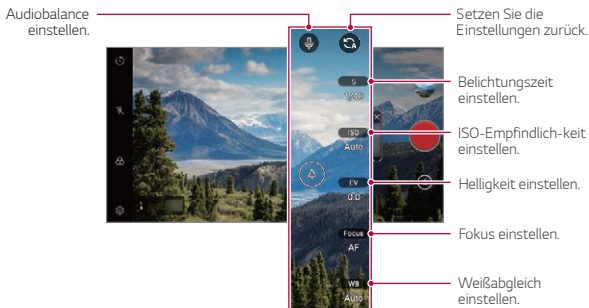 Audiobalance
einstellen.
Setzen Sie die
Einstellungen zurück.
S
1/48
Belichtungszeit
einstellen.
ISO
Auto
ISO-Empfindlich-keit
einstellen.
EV
0.0
Helligkeit einstellen.
Focus
AF
Fokus einstellen.
WB
Auto
Weißabgleich
einstellen.